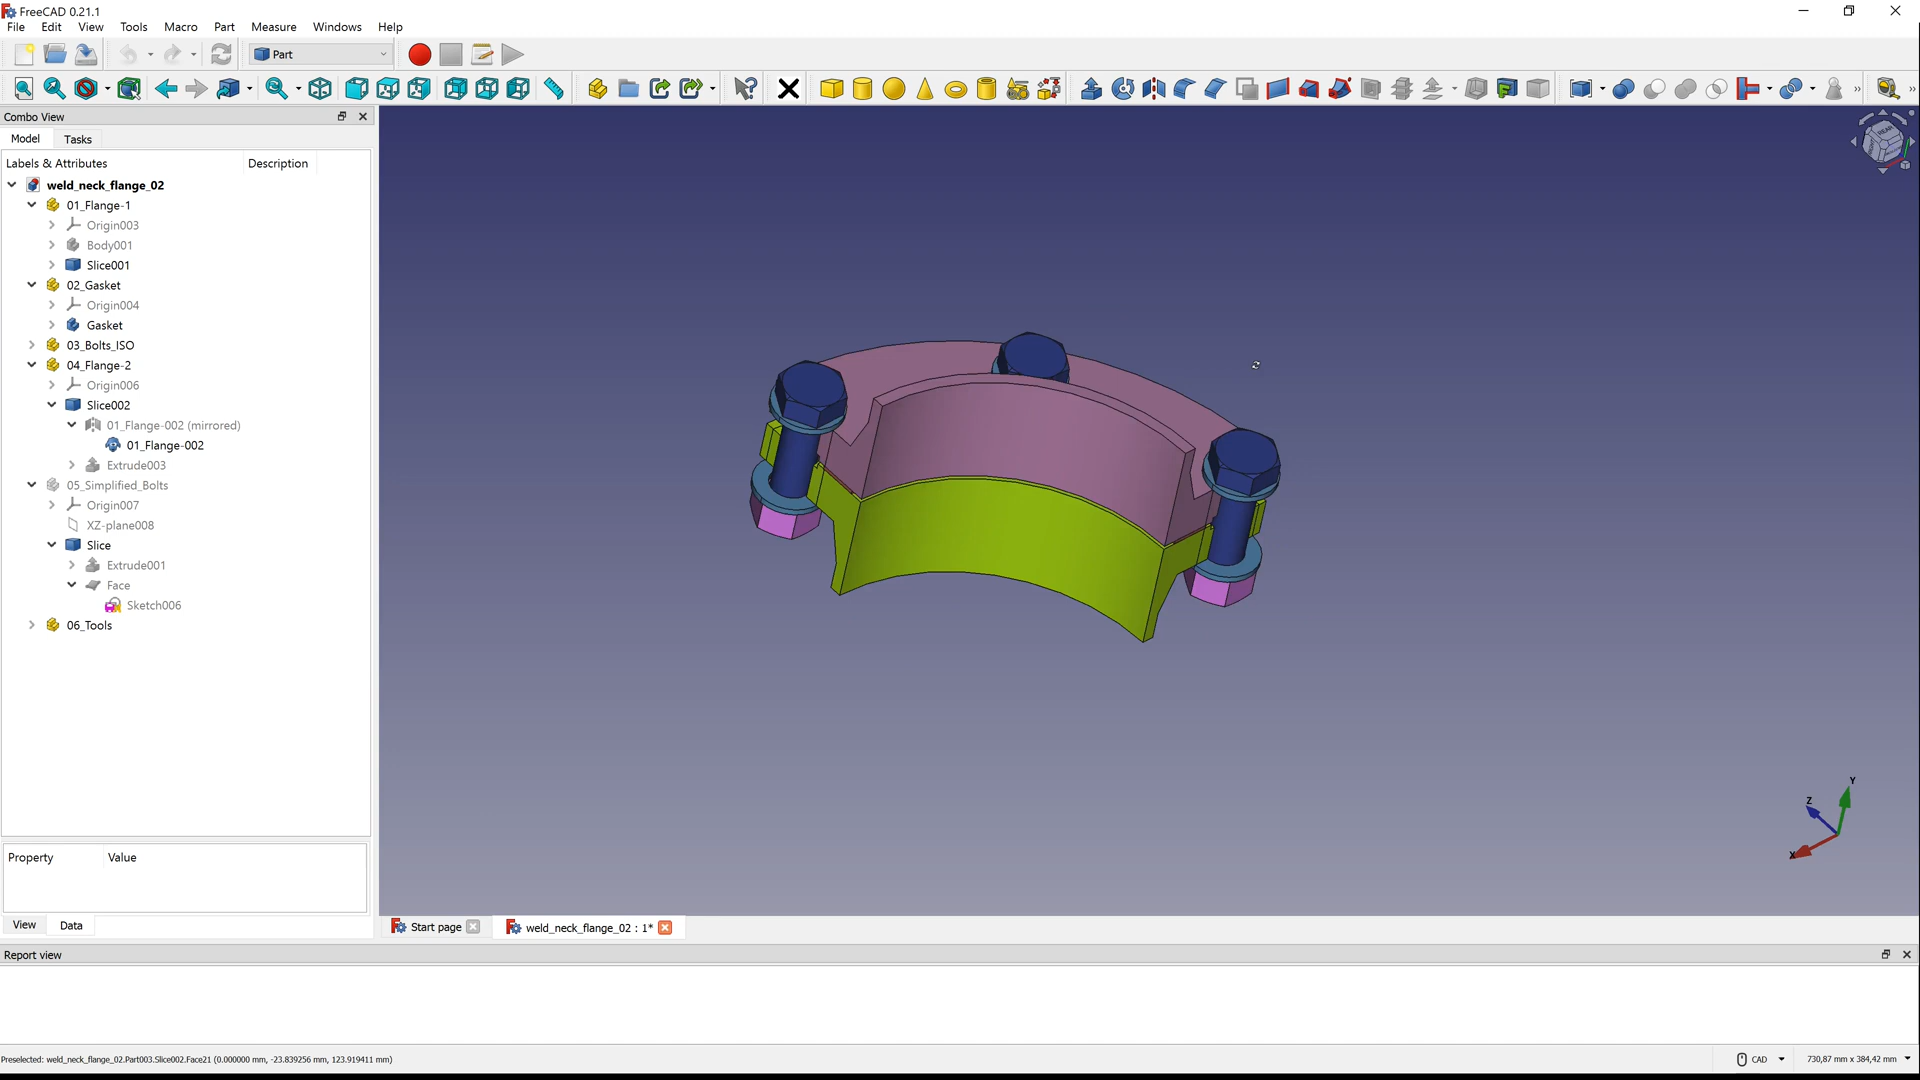 FreeCAD 0.21.1
File Edit View Tools Macro Part Measure Windows Help
Part
Combo View
Model Tasks
Labels & Attributes Description
weld_neck_flange_02
01_Flange-1
Origin003
Body001
Slice001
02_Gasket
Origin004
Gasket
03_Bolts_ISO
04_Flange-2
Origin006
Slice002
01_Flange-002 (mirrored)
01_Flange-002
Extrude003
05_Simplified_Bolts
Origin007
XZ-plane008
Slice
Extrude001
Face
Sketch006
06_Tools
REAR
Y
Z
X
Property Value
View Data
Start page weld_neck_flange_02 : 1*
Report view
Preselected: weld_neck_flange_02.Part003.Slice002.Face21 (0.000000 mm, -23.839256 mm, 123.919411 mm)
CAD 730,87 mm x 384,42 mm